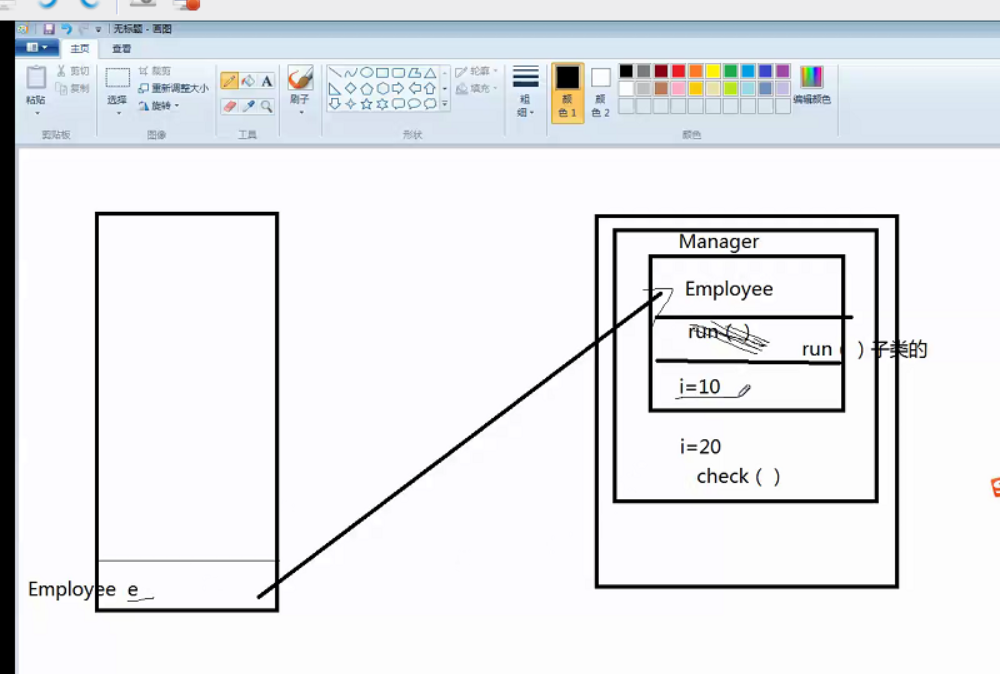 无标题 - 画图
主页 查看
粘贴
剪切
复制
剪贴板
选择
裁剪
重新调整大小
旋转
图像
A
工具
刷子
形状
轮廓
填充
粗
细
颜
色 1
颜
色 2
颜色
编辑颜色
Manager
Employee
run ( )
run ( ) 子类的
i=10
i=20
check ( )
Employee e